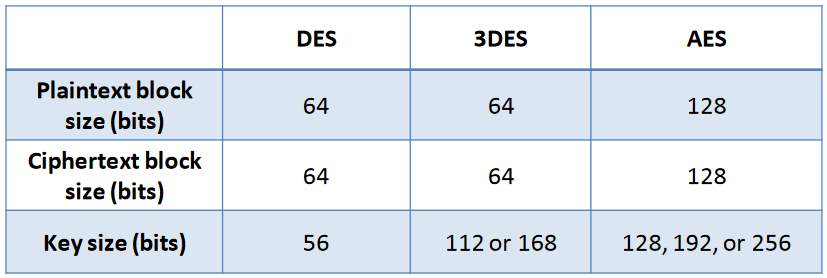 DES 3DES AES
Plaintext block
size (bits) 64 64 128
Ciphertext block
size (bits) 64 64 128
Key size (bits) 56 112 or 168 128, 192, or 256